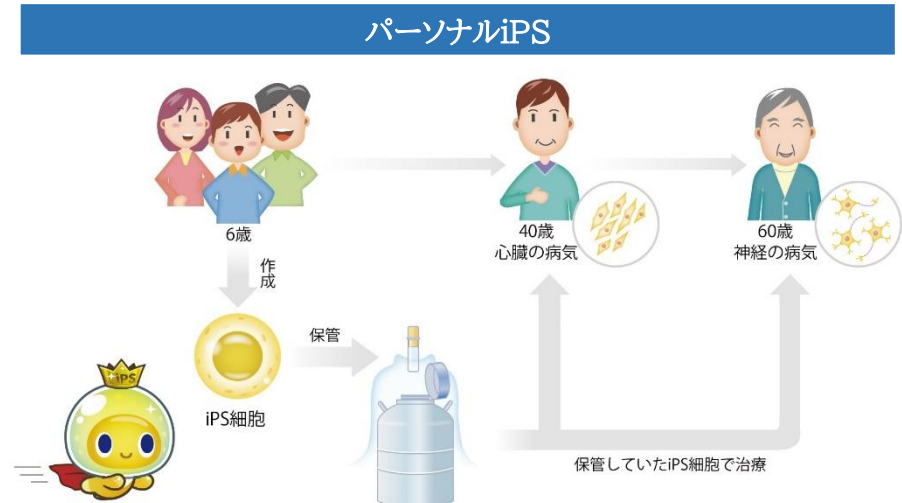 パーソナルiPS
6歳
40歳
心臓の病気
60歳
神経の病気
作成
iPS
iPS細胞
保管
保管していたiPS細胞で治療